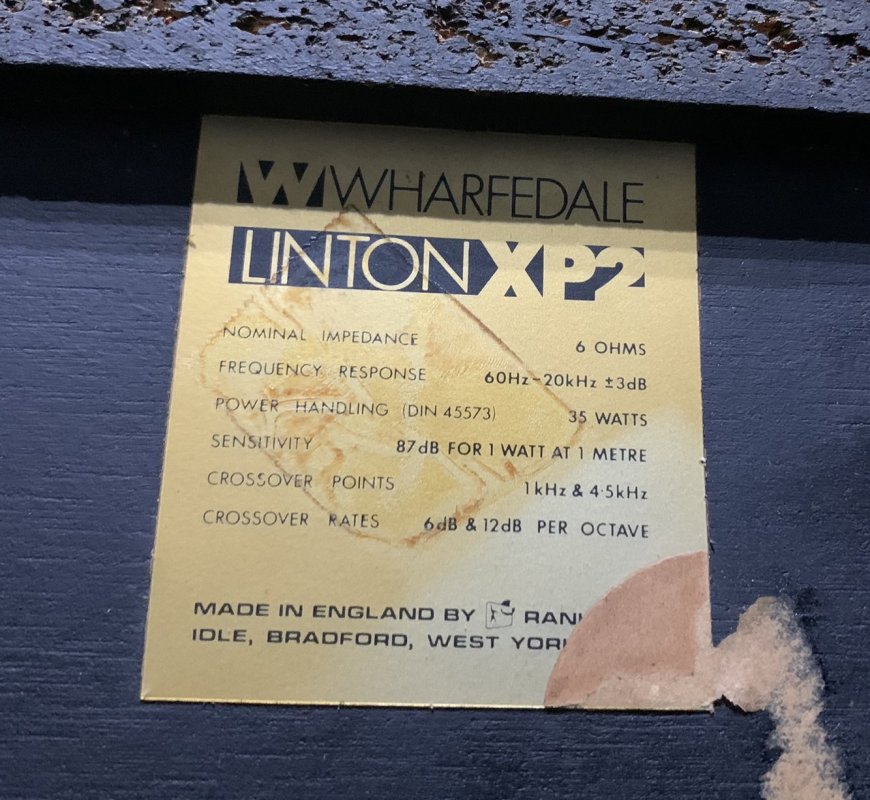 WHARFEDALE
LINTON XP2
NOMINAL IMPEDANCE 6 OHMS
FREQUENCY RESPONSE 60Hz-20kHz ±3dB
POWER HANDLING (DIN 45573) 35 WATTS
SENSITIVITY 87dB FOR 1 WATT AT 1 METRE
CROSSOVER POINTS 1kHz & 4·5kHz
CROSSOVER RATES 6dB & 12dB PER OCTAVE
MADE IN ENGLAND BY
IDLE, BRADFORD, WEST